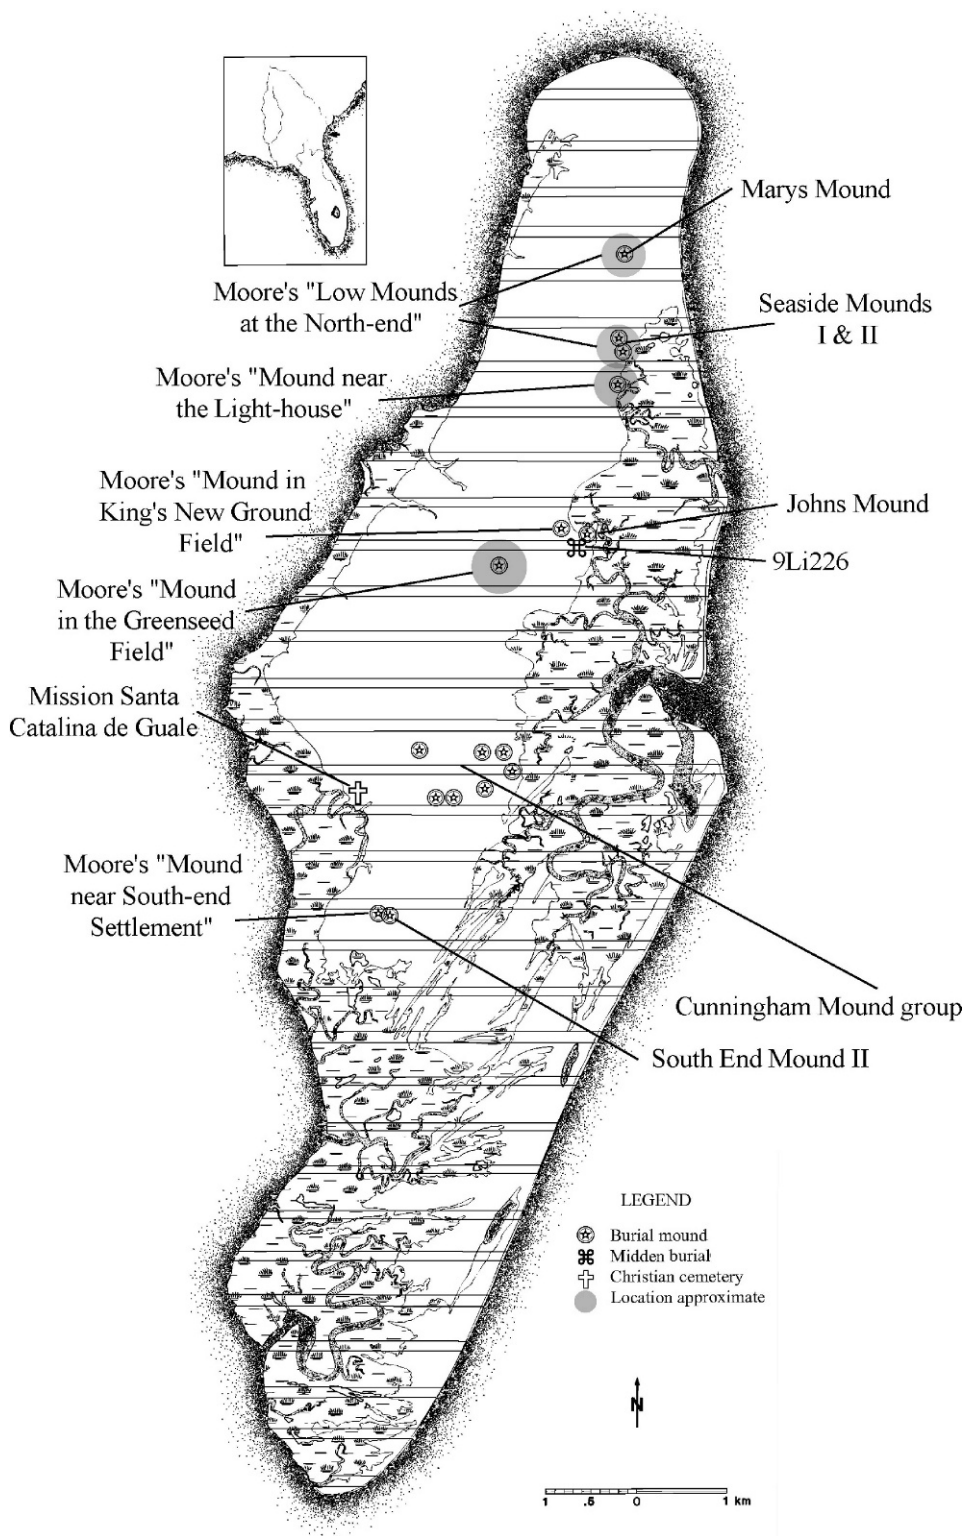 Marys Mound
Moore's "Low Mounds
at the North-end"
Seaside Mounds
I & II
Moore's "Mound near
the Light-house"
Moore's "Mound in
King's New Ground
Field"
Johns Mound
9Li226
Moore's "Mound
in the Greenseed
Field"
Mission Santa
Catalina de Guale
Moore's "Mound
near South-end
Settlement"
Cunningham Mound group
South End Mound II
LEGEND
Burial mound
Midden burial
Christian cemetery
Location approximate
N
1 .5 0 1 km